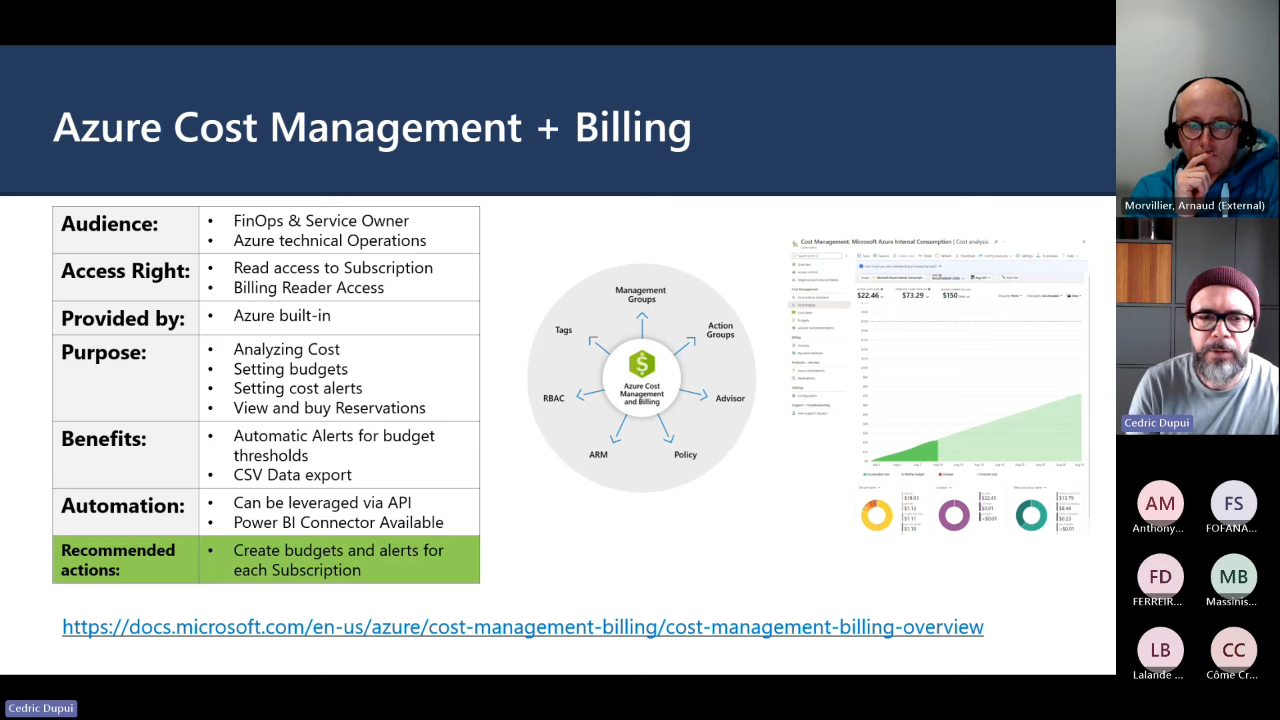 Azure Cost Management + Billing
Audience:
• FinOps & Service Owner
• Azure technical Operations
Access Right:
Read access to Subscription
• Billing Reader Access
Provided by:
• Azure built-in
Purpose:
• Analyzing Cost
• Setting budgets
• Setting cost alerts
• View and buy Reservations
Benefits:
• Automatic Alerts for budget
thresholds
• CSV Data export
Automation:
• Can be leveraged via API
• Power BI Connector Available
Recommended
actions:
• Create budgets and alerts for
each Subscription
Management
Groups
Tags
Action
Groups
Azure Cost
Management
and Billing
RBAC
Advisor
ARM
Policy
Cost Management: Microsoft Azure Internal Consumption | Cost analysis
Cost Management
Billing
$22.46
$73.29
$150
https://docs.microsoft.com/en-us/azure/cost-management-billing/cost-management-billing-overview
Morvillier, Arnaud (External)
Cedric Dupui
AM
Anthony...
FS
FOFANA...
FD
FERREIR...
MB
Massinis...
LB
Lalande ...
CC
Côme Cr...
Cedric Dupui